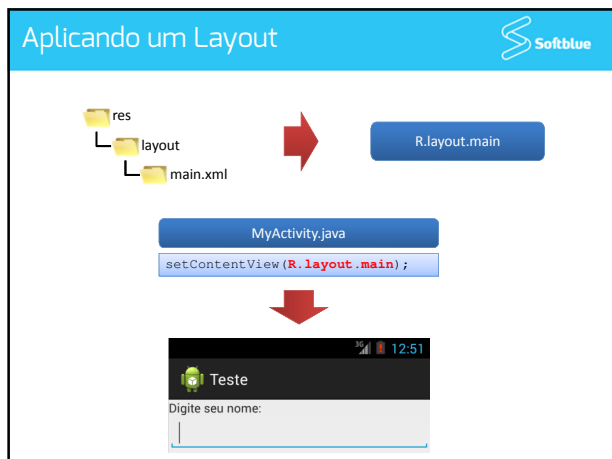 Aplicando um Layout
Softblue
res
layout
main.xml
R.layout.main
MyActivity.java
setContentView(R.layout.main);
3G 12:51
Teste
Digite seu nome: